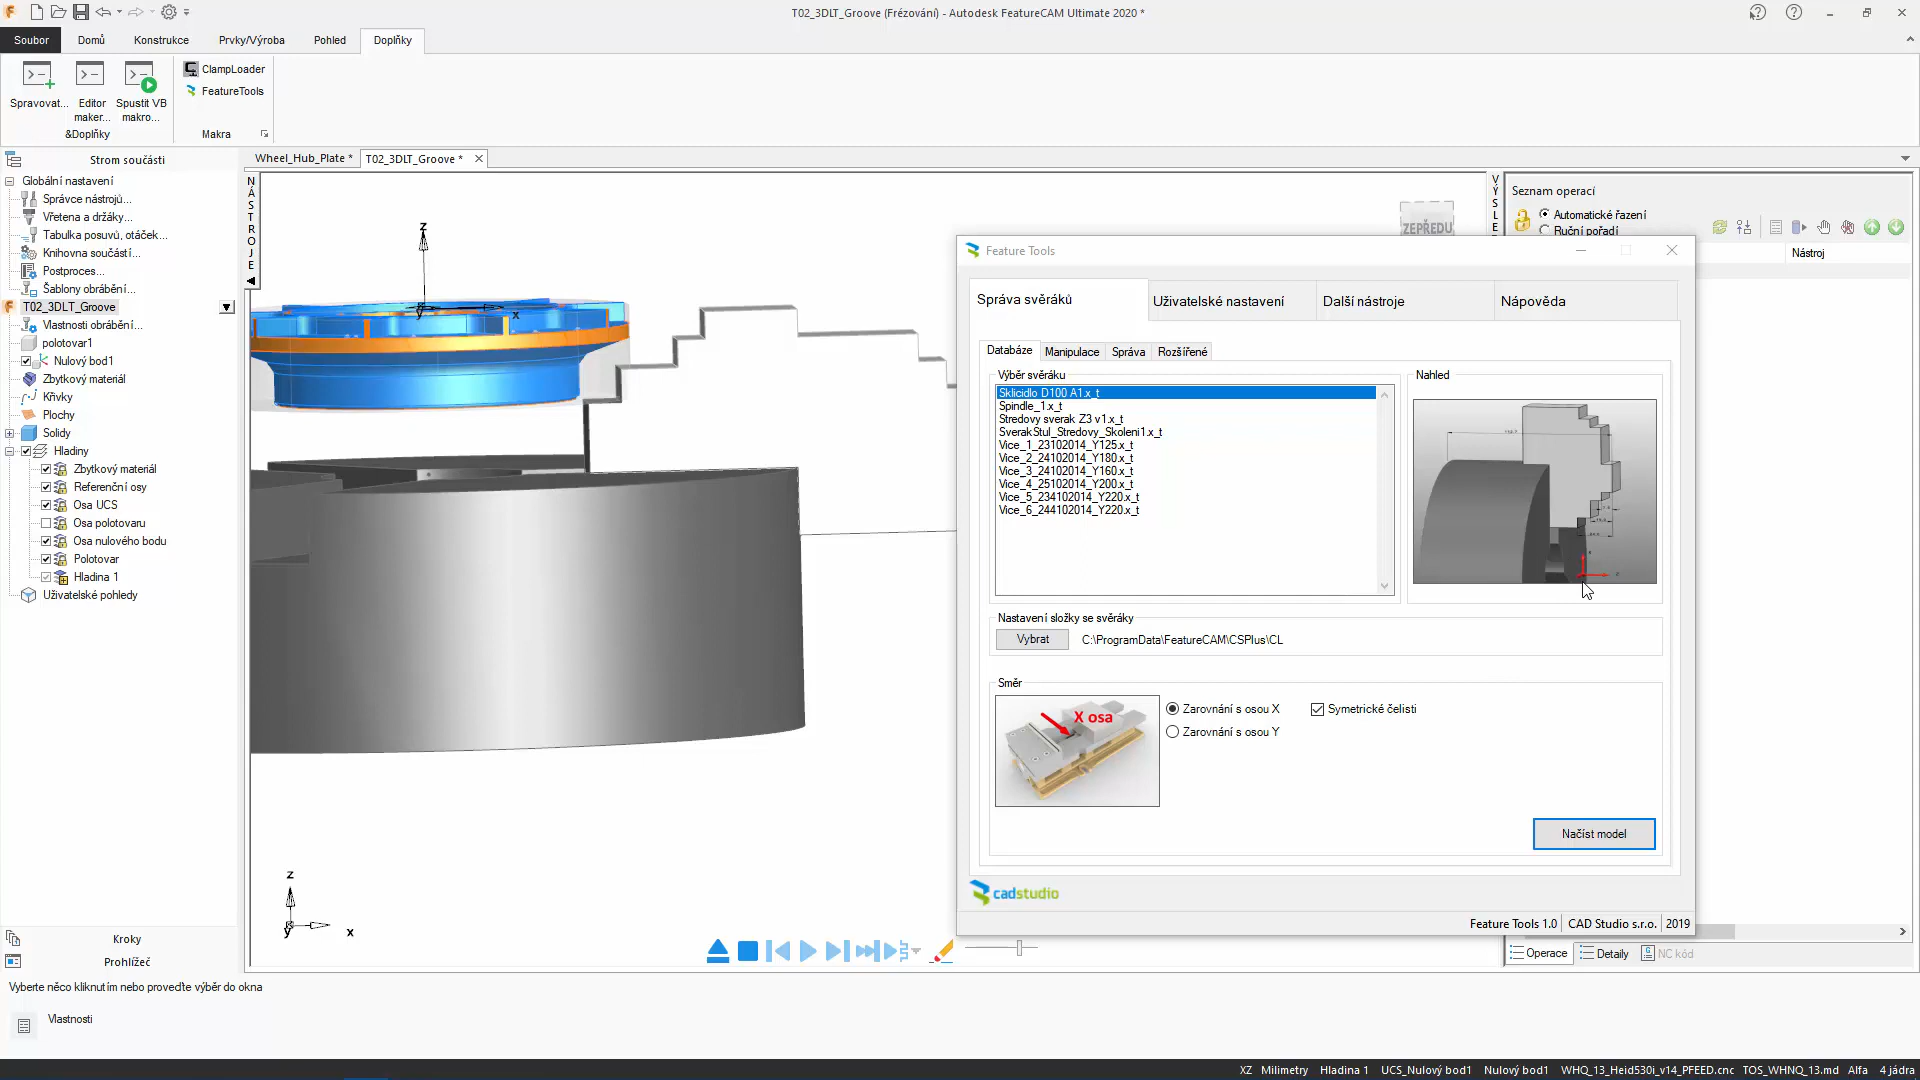 T02_3DLT_Groove (Frézování) - Autodesk FeatureCAM Ultimate 2020 *
Soubor
Domů
Konstrukce
Prvky/Výroba
Pohled
Doplňky
Spravovat...
Editor maker...
Spustit VB makro...
&Doplňky
ClampLoader
FeatureTools
Makra
Strom součásti
Wheel_Hub_Plate *
T02_3DLT_Groove *
Globální nastavení
Správce nástrojů...
Vřetena a držáky...
Tabulka posuvů, otáček...
Knihovna součástí...
Postproces...
Šablony obrábění...
T02_3DLT_Groove
Vlastnosti obrábění...
polotovar1
Nulový bod1
Zbytkový materiál
Křivky
Plochy
Solidy
Hladiny
Zbytkový materiál
Referenční osy
Osa UCS
Osa polotovaru
Osa nulového bodu
Polotovar
Hladina 1
Uživatelské pohledy
Kroky
Prohlížeč
NÁSTROJE
z
y
x
z
y
x
ZEPŘEDU
VÝSLE
Seznam operací
Automatické řazení
Ruční pořadí
Nástroj
Feature Tools
Správa svěráků
Uživatelské nastavení
Další nástroje
Nápověda
Databáze
Manipulace
Správa
Rozšířené
Výběr svěráku
Sklicidlo D100 A1.x_t
Spindle_1.x_t
Stredovy sverak Z3 v1.x_t
SverakStul_Stredovy_Skoleni1.x_t
Vice_1_23102014_Y125.x_t
Vice_2_24102014_Y180.x_t
Vice_3_24102014_Y160.x_t
Vice_4_25102014_Y200.x_t
Vice_5_234102014_Y220.x_t
Vice_6_244102014_Y220.x_t
Nahled
Nastavení složky se svěráky
Vybrat
C:\ProgramData\FeatureCAM\CSPlus\CL
Směr
X osa
Zarovnání s osou X
Zarovnání s osou Y
Symetrické čelisti
Načíst model
cadstudio
Feature Tools 1.0
CAD Studio s.r.o.
2019
Operace
Detaily
NC kód
Vyberte něco kliknutím nebo proveďte výběr do okna
Vlastnosti
XZ
Milimetry
Hladina 1
UCS_Nulový bod1
Nulový bod1
WHQ_13_Heid530i_v14_PFEED.cnc
TOS_WHNQ_13.md
Alfa
4 jádra